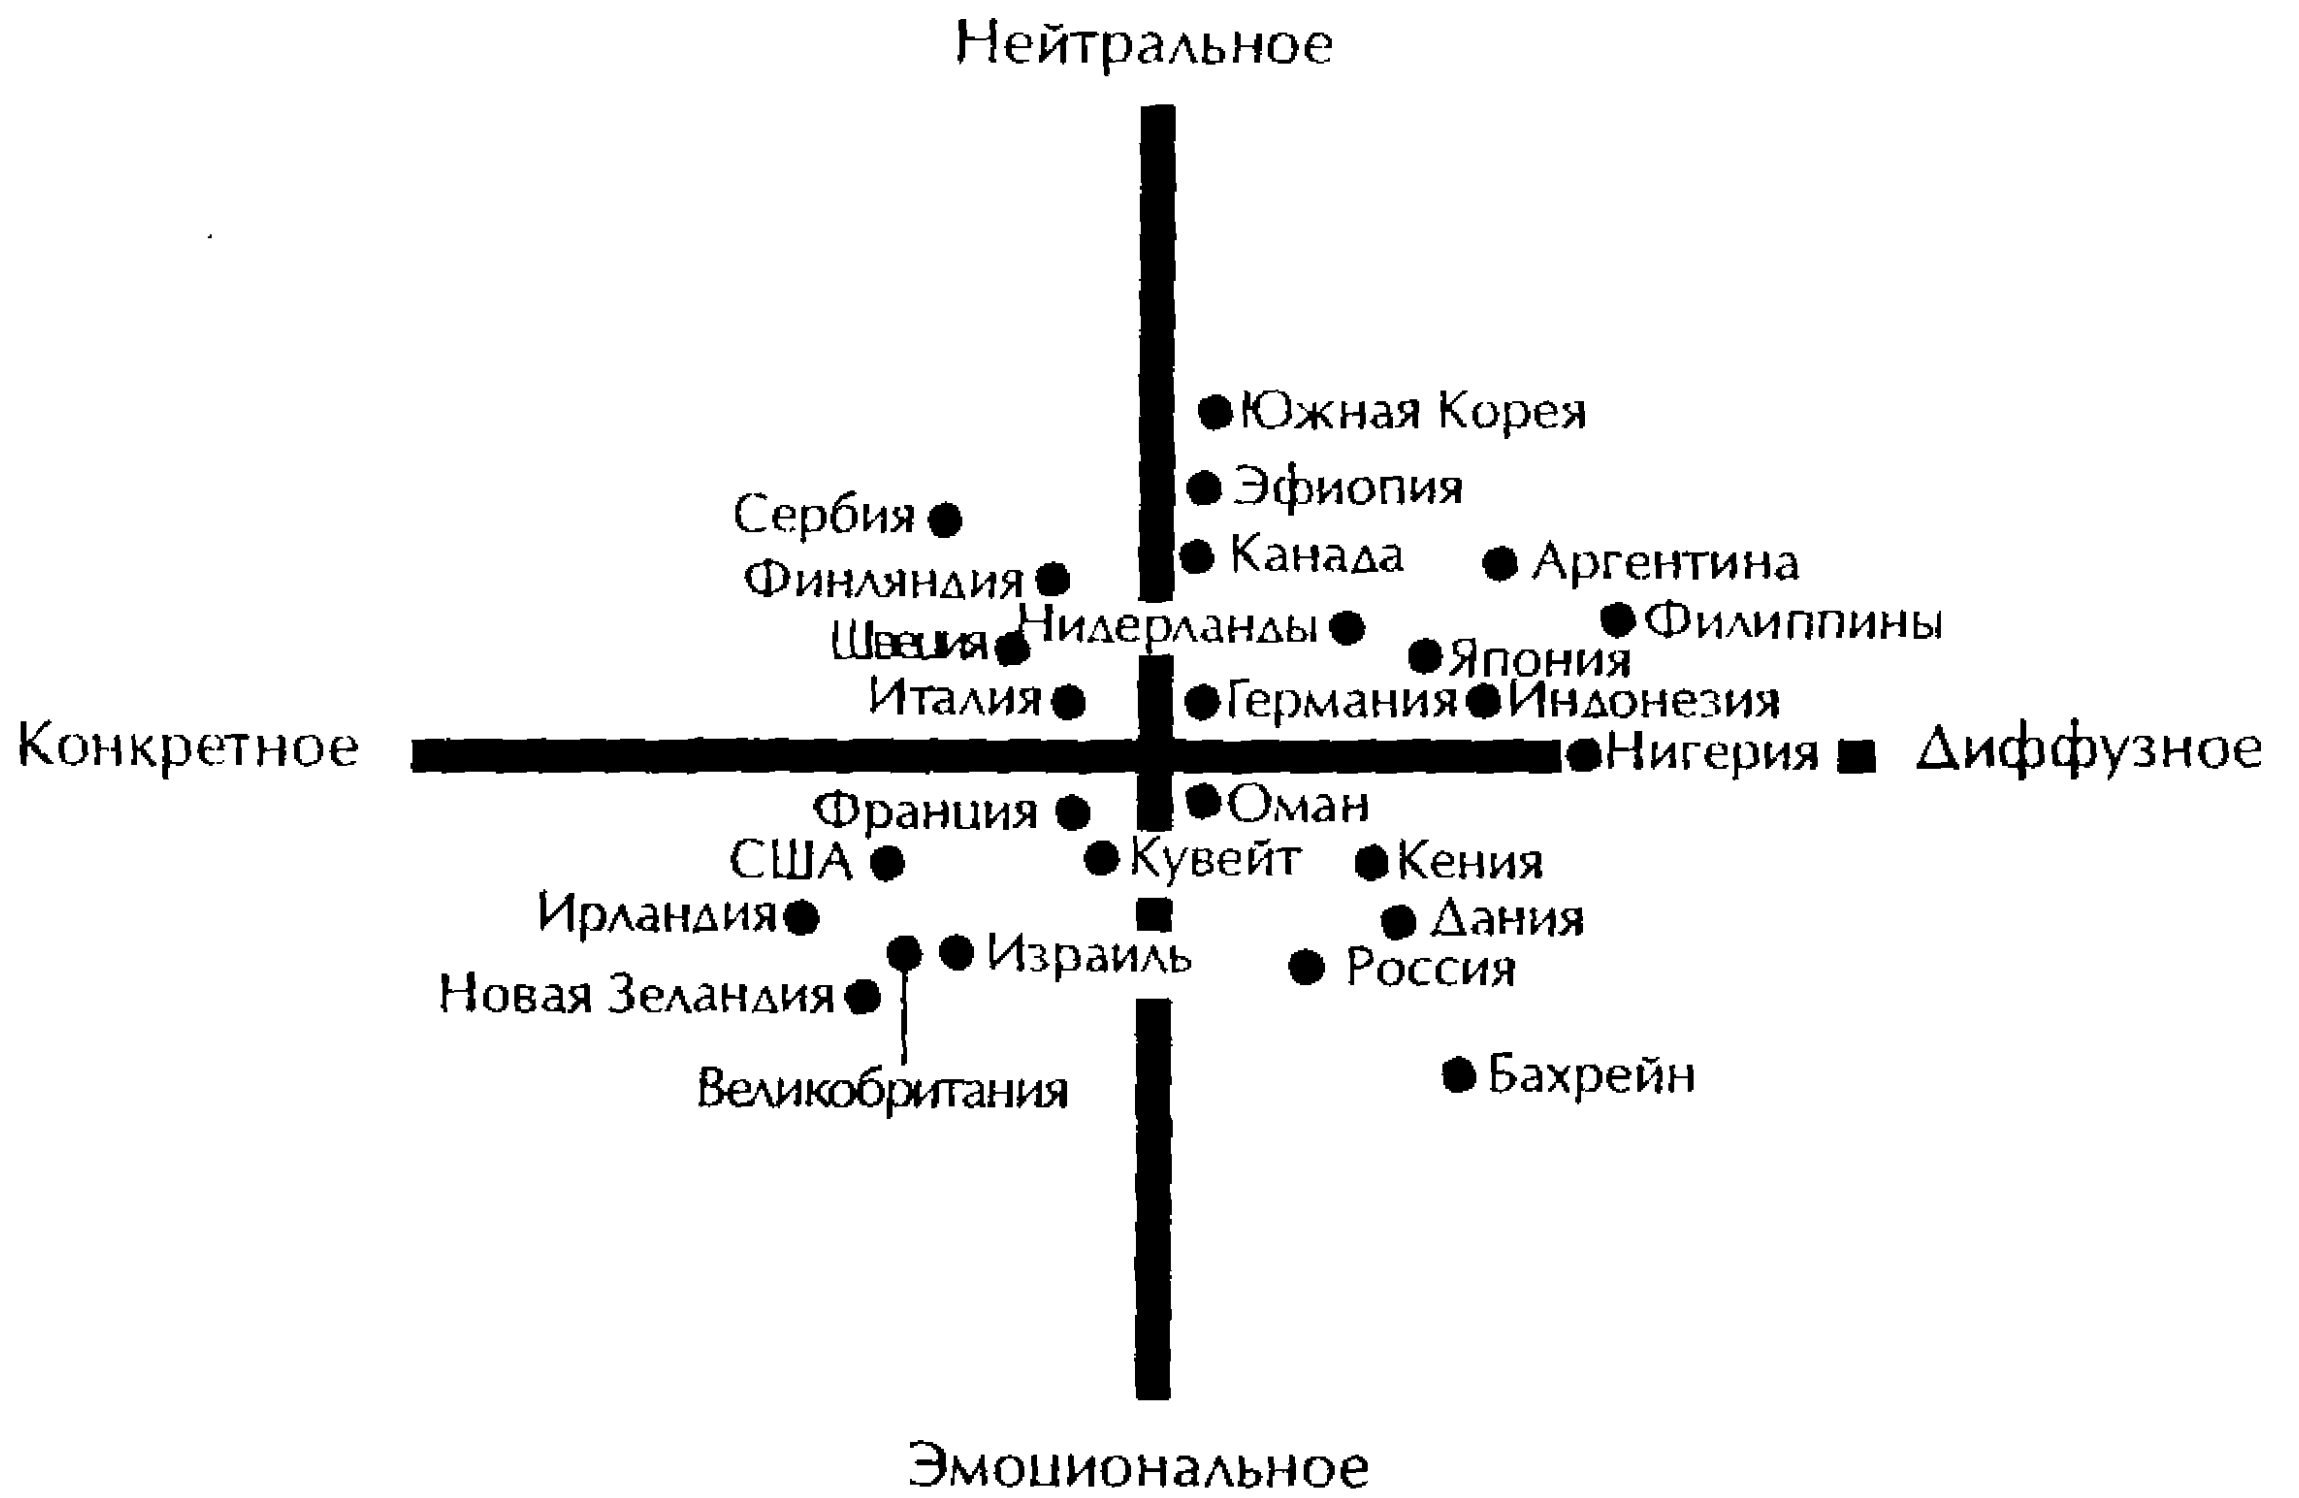 Нейтральное
Южная Корея
Эфиопия
Сербия
Канада
Аргентина
Финляндия
Нидерланды
Филиппины
Швеция
Япония
Италия
Германия
Индонезия
Конкретное
Нигерия
Диффузное
Франция
Оман
США
Кувейт
Кения
Ирландия
Дания
Израиль
Россия
Новая Зеландия
Великобритания
Бахрейн
Эмоциональное